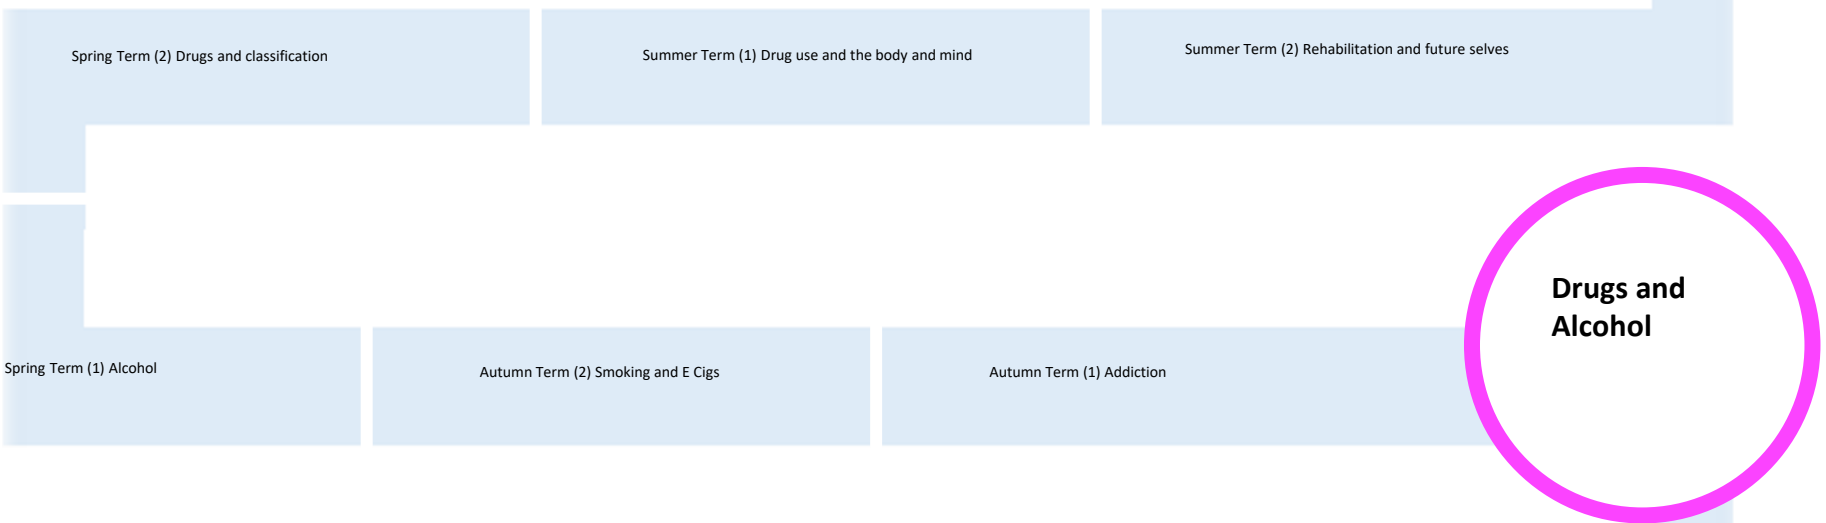 Spring Term (2) Drugs and classification
Summer Term (1) Drug use and the body and mind
Summer Term (2) Rehabilitation and future selves
Drugs and
Alcohol
Spring Term (1) Alcohol
Autumn Term (2) Smoking and E Cigs
Autumn Term (1) Addiction